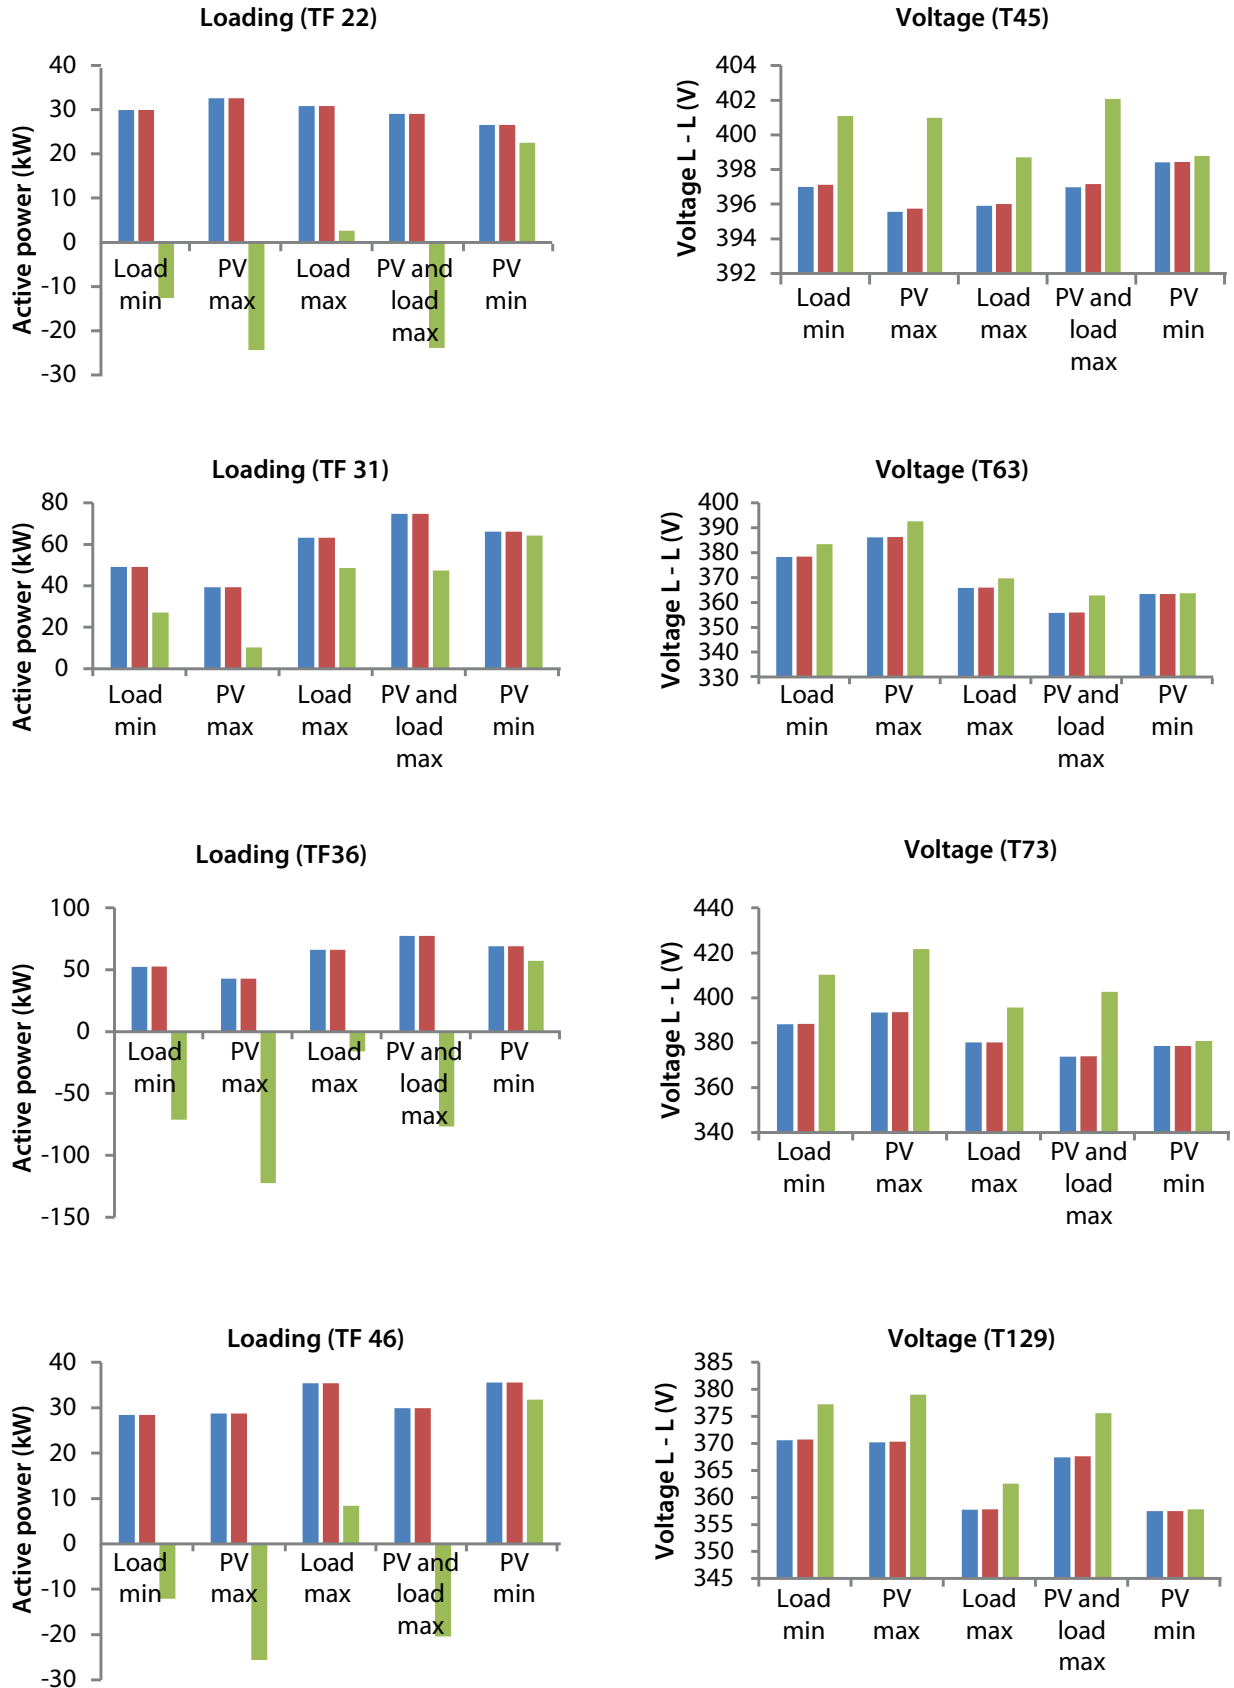 Loading (TF 22)
Active power (kW)
40
30
20
10
0
-10
-20
-30
Load min
PV max
Load max
PV and load max
PV min
Voltage (T45)
Voltage L - L (V)
404
402
400
398
396
394
392
Load min
PV max
Load max
PV and load max
PV min
Loading (TF 31)
Active power (kW)
80
60
40
20
0
Load min
PV max
Load max
PV and load max
PV min
Voltage (T63)
Voltage L - L (V)
400
390
380
370
360
350
340
330
Load min
PV max
Load max
PV and load max
PV min
Loading (TF36)
Active power (kW)
100
50
0
-50
-100
-150
Load min
PV max
Load max
PV and load max
PV min
Voltage (T73)
Voltage L - L (V)
440
420
400
380
360
340
Load min
PV max
Load max
PV and load max
PV min
Loading (TF 46)
Active power (kW)
40
30
20
10
0
-10
-20
-30
Load min
PV max
Load max
PV and load max
PV min
Voltage (T129)
Voltage L - L (V)
385
380
375
370
365
360
355
350
345
Load min
PV max
Load max
PV and load max
PV min